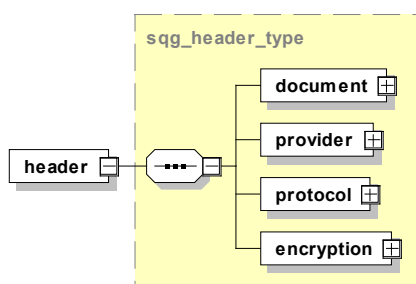 sqg_header_type
document
provider
header
protocol
encryption